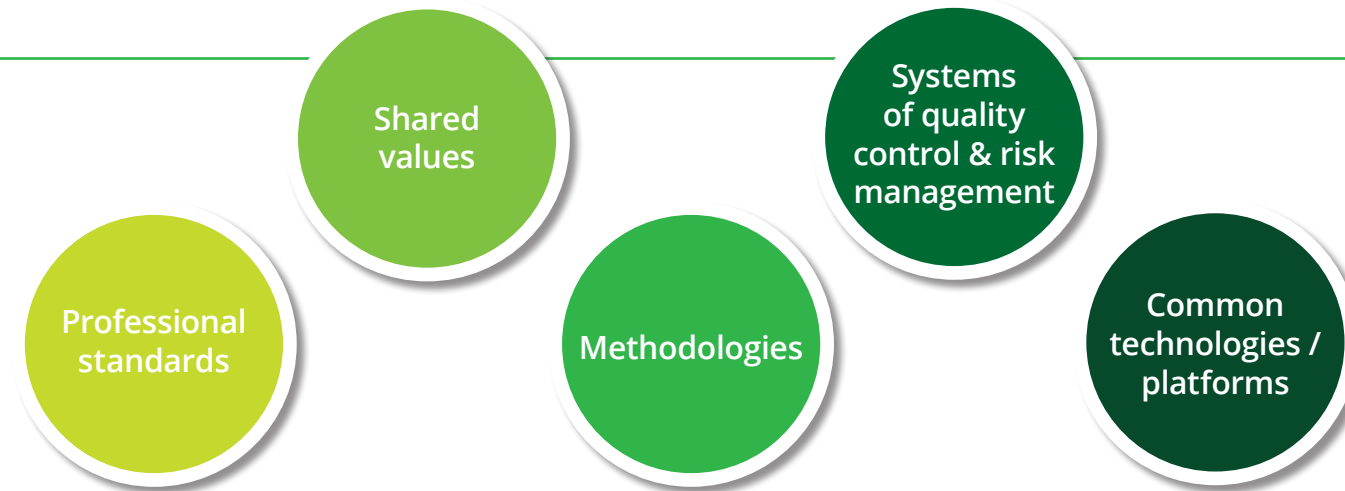 Professional
standards
Shared
values
Methodologies
Systems
of quality
control & risk
management
Common
technologies /
platforms